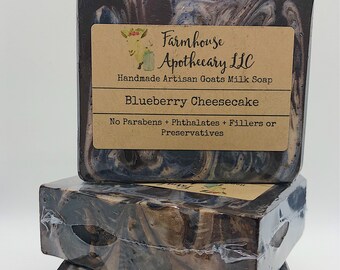 Farmhouse
Apothecary LLC
Handmade Artisan Goats Milk Soap
Blueberry Cheesecake
No Parabens + Phthalates + Fillers or
Preservatives